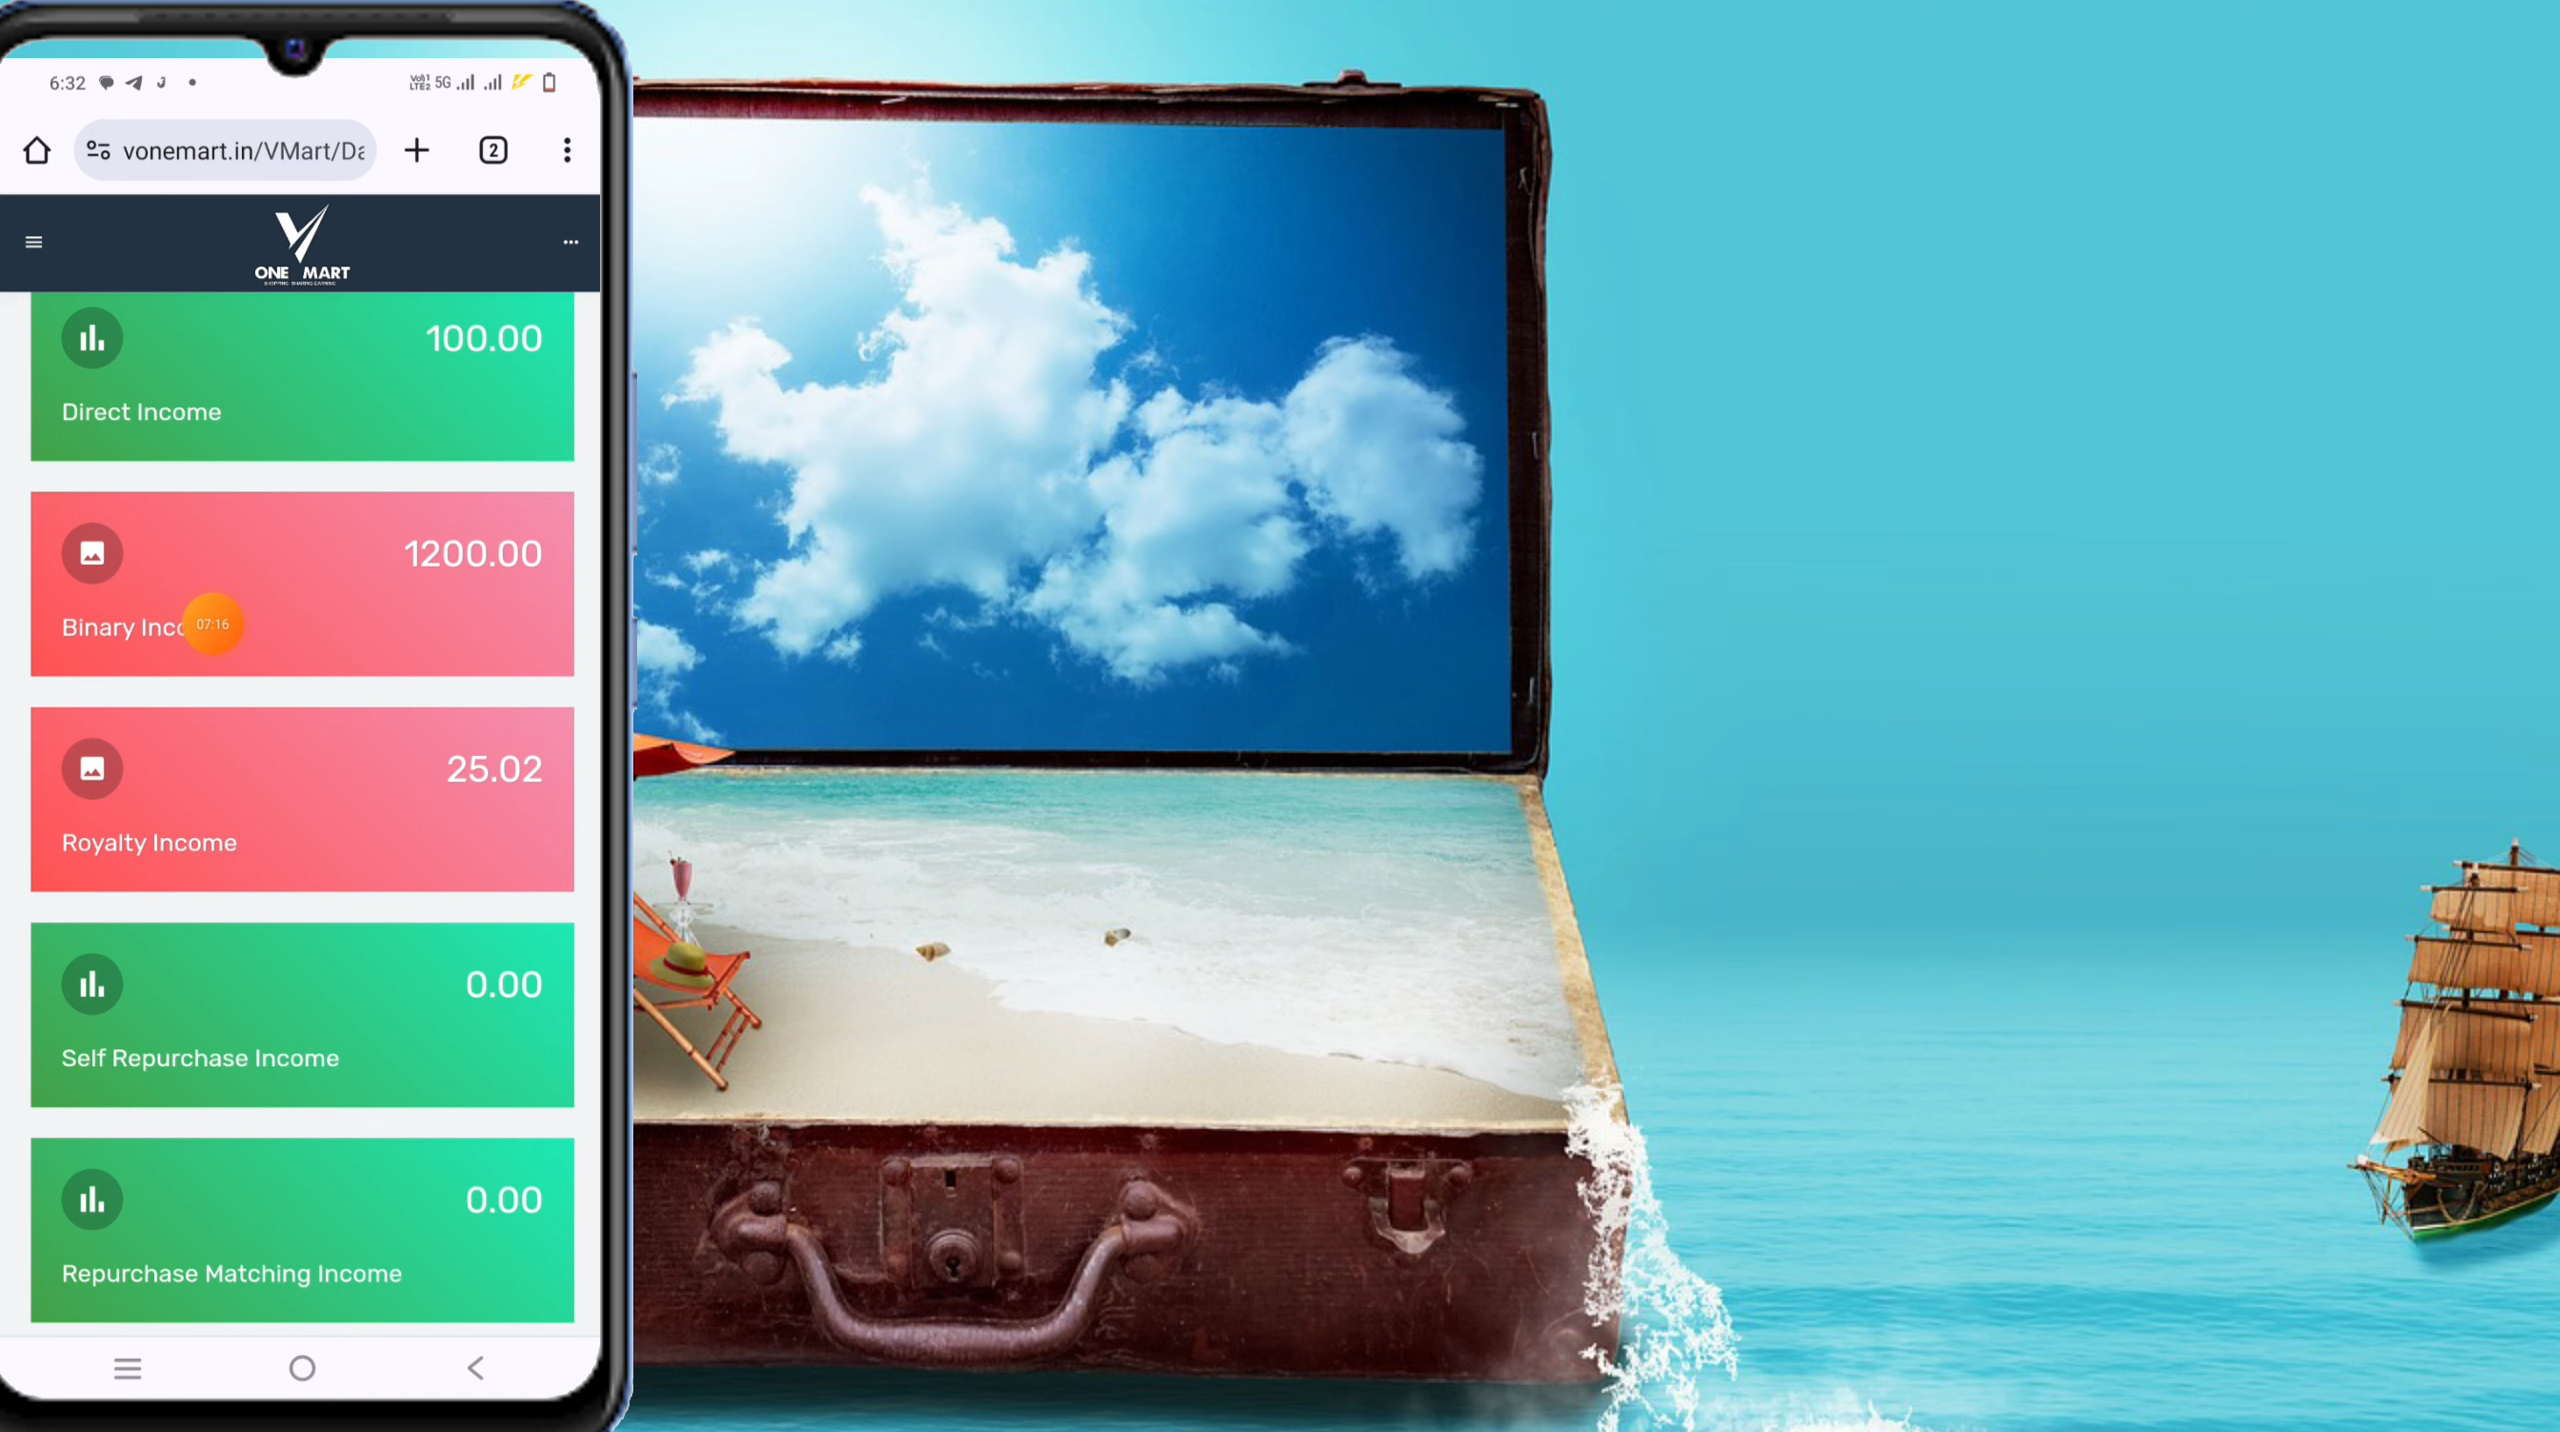 6:32
5G
vonemart.in/VMart/Da
2
ONE MART
100.00
Direct Income
1200.00
Binary Inco
07:16
25.02
Royalty Income
0.00
Self Repurchase Income
0.00
Repurchase Matching Income